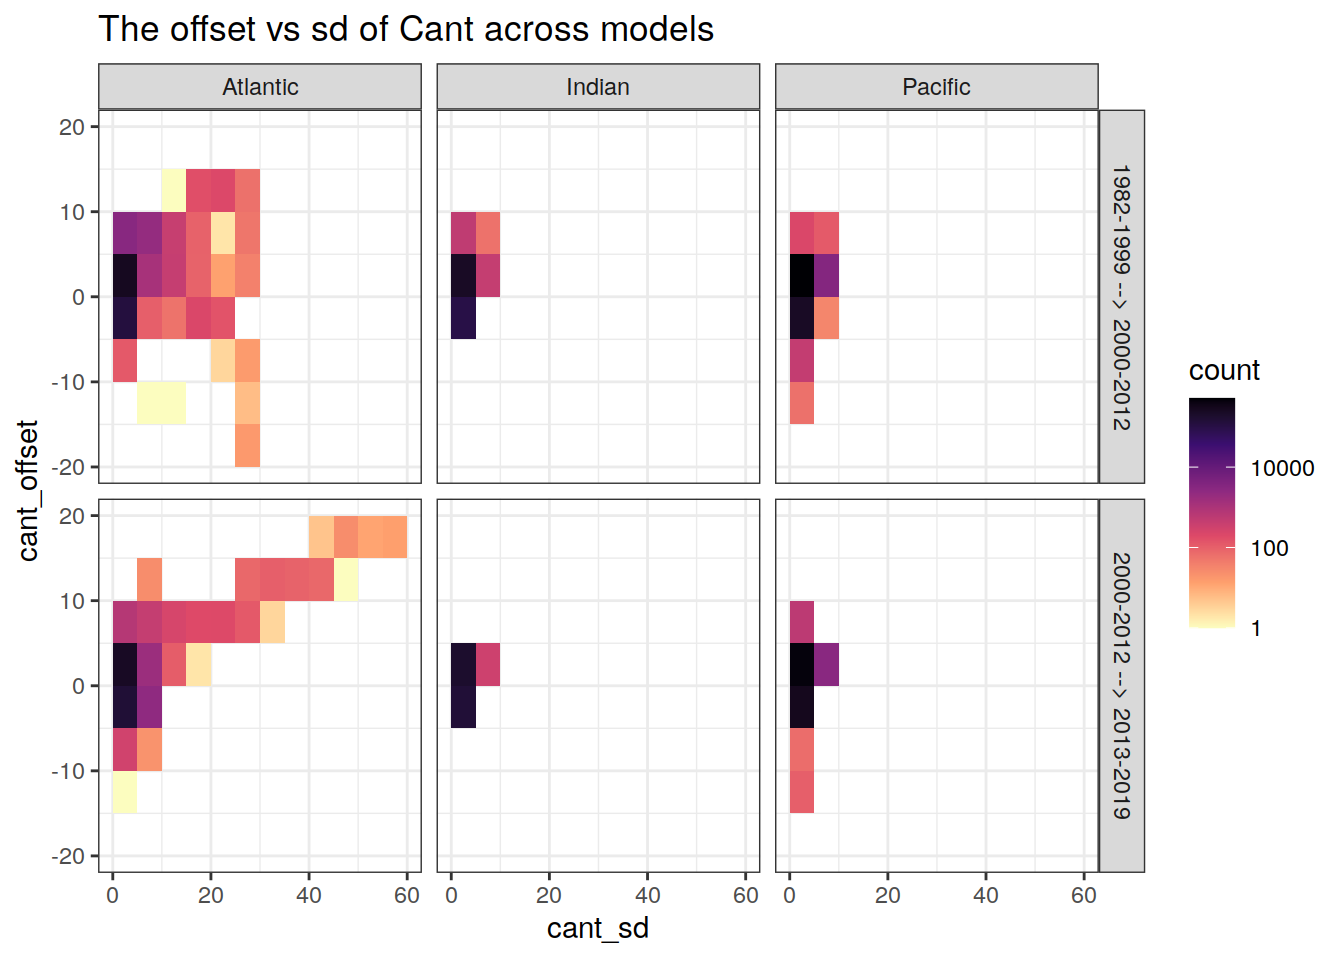 The offset vs sd of Cant across models
Atlantic
Indian
Pacific
20
10
0
-10
-20
1982-1999 --> 2000-2012
20
10
0
-10
-20
2000-2012 --> 2013-2019
cant_offset
0 20 40 60
0 20 40 60
0 20 40 60
cant_sd
count
10000
100
1